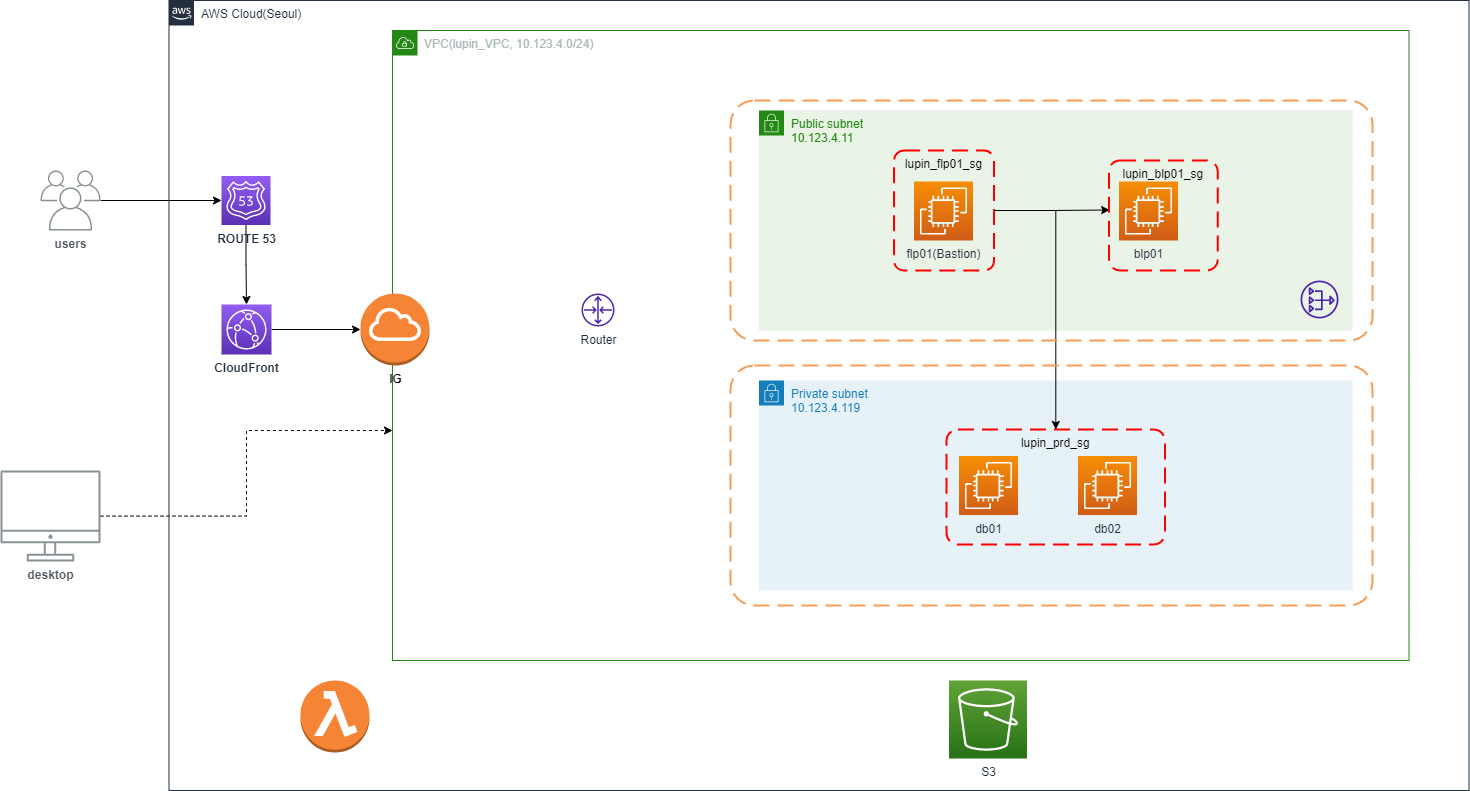 aws
AWS Cloud(Seoul)
VPC(lupin_VPC, 10.123.4.0/24)
Public subnet
10.123.4.11
lupin_flp01_sg
lupin_blp01_sg
flp01(Bastion)
blp01
users
53
ROUTE 53
Router
CloudFront
IG
Private subnet
10.123.4.119
lupin_prd_sg
db01
db02
desktop
S3